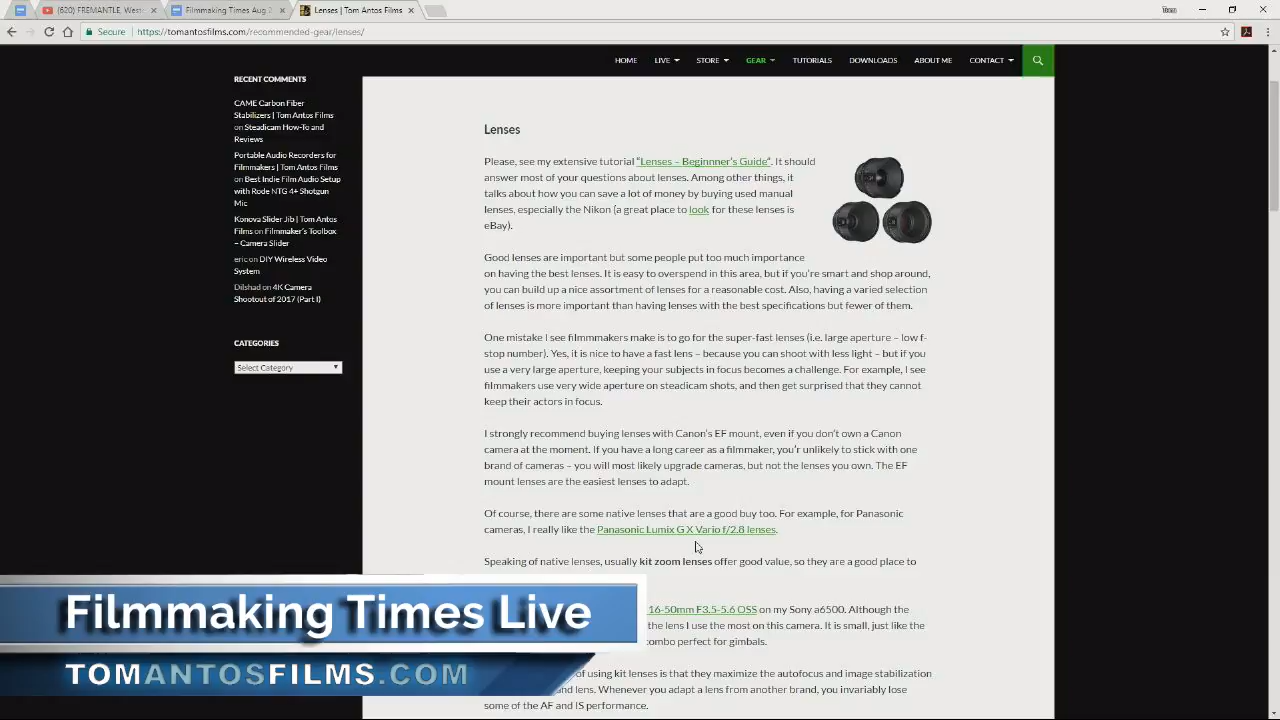 (620) FREMANTLE, West
Filmmaking Times Aug 2
Lenses | Tom Antos Films
Tom
Secure
https://tomantosfilms.com/recommended-gear/lenses/
HOME LIVE STORE GEAR TUTORIALS DOWNLOADS ABOUT ME CONTACT
RECENT COMMENTS
CAME Carbon Fiber
Stabilizers | Tom Antos Films
on Steadicam How-To and
Reviews
Portable Audio Recorders for
Filmmakers | Tom Antos Films
on Best Indie Film Audio Setup
with Rode NTG 4+ Shotgun
Mic
Konova Slider Jib | Tom Antos
Films on Filmmaker's Toolbox
– Camera Slider
eric on DIY Wireless Video
System
Dilshad on 4K Camera
Shootout of 2017 (Part I)
CATEGORIES
Select Category
Lenses
Please, see my extensive tutorial "Lenses – Beginnner's Guide". It should
answer most of your questions about lenses. Among other things, it
talks about how you can save a lot of money by buying used manual
lenses, especially the Nikon (a great place to look for these lenses is
eBay).
Good lenses are important but some people put too much importance
on having the best lenses. It is easy to overspend in this area, but if you're smart and shop around,
you can build up a nice assortment of lenses for a reasonable cost. Also, having a varied selection
of lenses is more important than having lenses with the best specifications but fewer of them.
One mistake I see filmmmakers make is to go for the super-fast lenses (i.e. large aperture – low f-
stop number). Yes, it is nice to have a fast lens – because you can shoot with less light – but if you
use a very large aperture, keeping your subjects in focus becomes a challenge. For example, I see
filmmakers use very wide aperture on steadicam shots, and then get surprised that they cannot
keep their actors in focus.
I strongly recommend buying lenses with Canon's EF mount, even if you don't own a Canon
camera at the moment. If you have a long career as a filmmaker, you'r unlikely to stick with one
brand of cameras – you will most likely upgrade cameras, but not the lenses you own. The EF
mount lenses are the easiest lenses to adapt.
Of course, there are some native lenses that are a good buy too. For example, for Panasonic
cameras, I really like the Panasonic Lumix G X Vario f/2.8 lenses.
Speaking of native lenses, usually kit zoom lenses offer good value, so they are a good place to
16-50mm F3.5-5.6 OSS on my Sony a6500. Although the
the lens I use the most on this camera. It is small, just like the
combo perfect for gimbals.
of using kit lenses is that they maximize the autofocus and image stabilization
and lens. Whenever you adapt a lens from another brand, you invariably lose
some of the AF and IS performance.
Filmmaking Times Live
TOMANTOSFILMS.COM